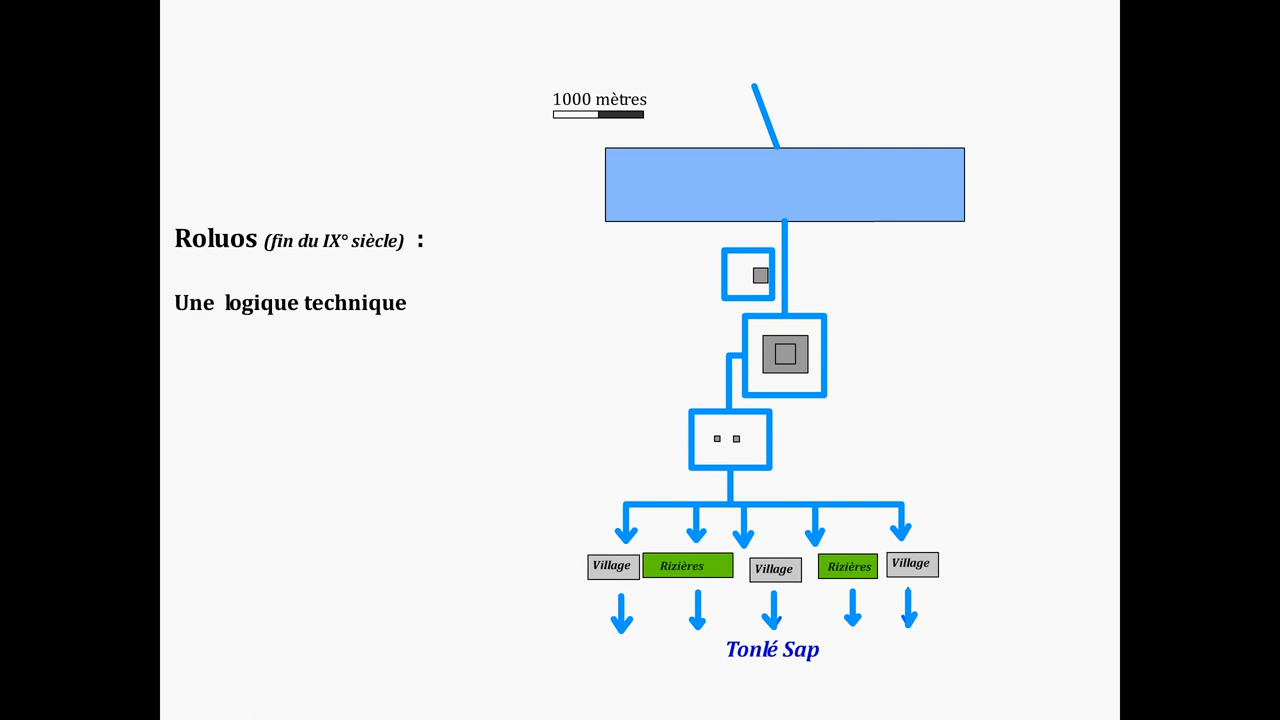 1000 mètres
Roluos (fin du IX° siècle) :
Une logique technique
Village
Rizières
Village
Rizières
Village
Tonlé Sap